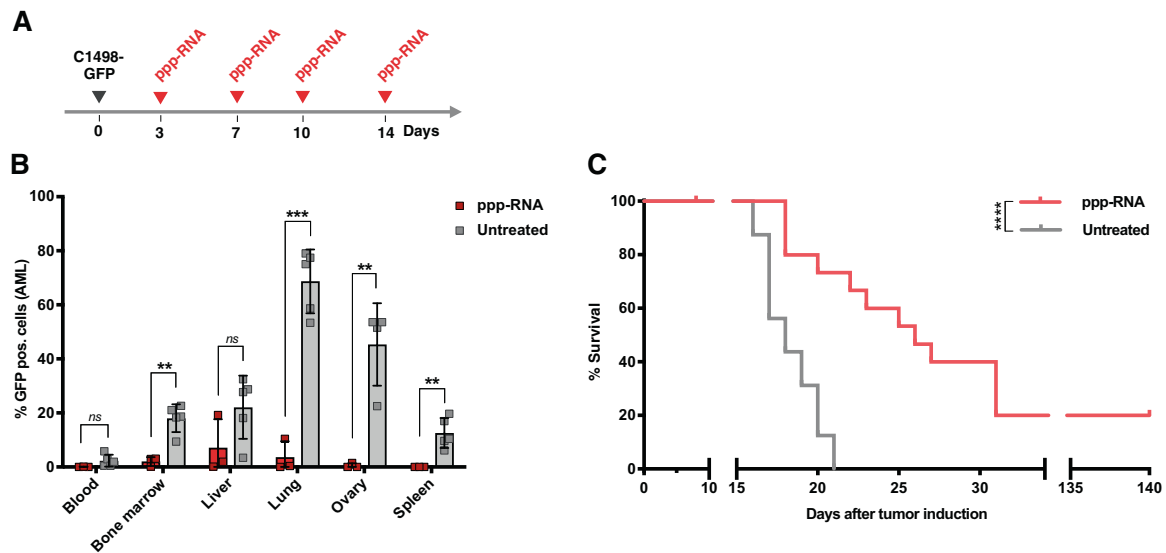 A
C1498-
GFP
ppp-RNA
ppp-RNA
ppp-RNA
ppp-RNA
0
3
7
10
14
Days
B
% GFP pos. cells (AML)
100
80
60
40
20
0
ppp-RNA
Untreated
ns
**
ns
***
**
**
Blood
Bone marrow
Liver
Lung
Ovary
Spleen
C
% Survival
100
80
60
40
20
0
****
ppp-RNA
Untreated
0
10
15
20
25
30
135
140
Days after tumor induction